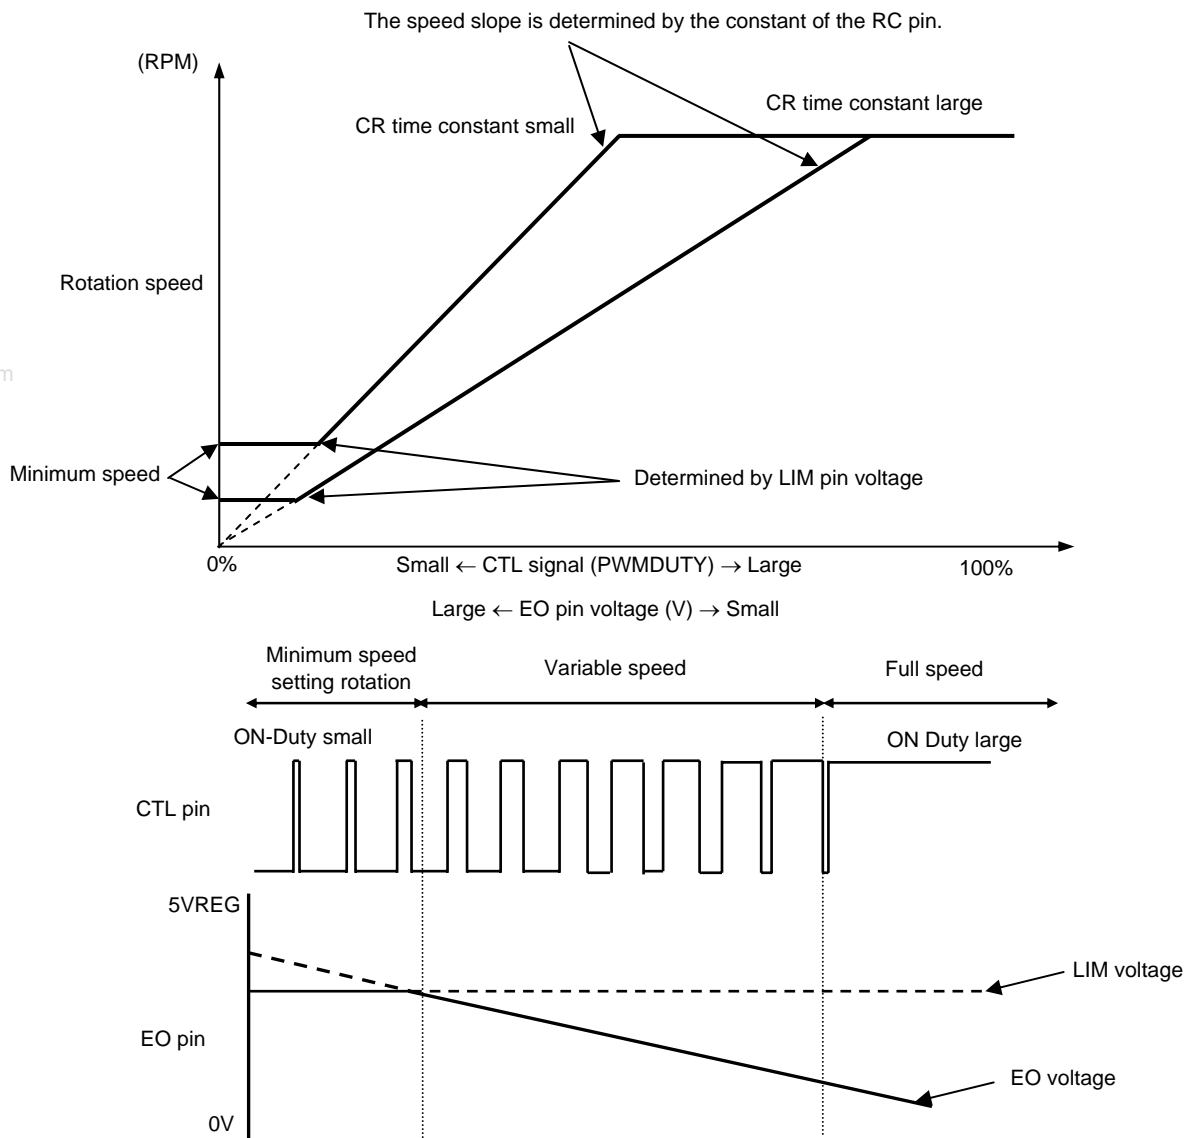 The speed slope is determined by the constant of the RC pin.
(RPM)
CR time constant large
CR time constant small
Rotation speed
m
Minimum speed
Determined by LIM pin voltage
0%
Small ← CTL signal (PWMDUTY) → Large
100%
Large ← EO pin voltage (V) → Small
Minimum speed
setting rotation
Variable speed
Full speed
ON-Duty small
ON Duty large
CTL pin
5VREG
LIM voltage
EO pin
EO voltage
0V